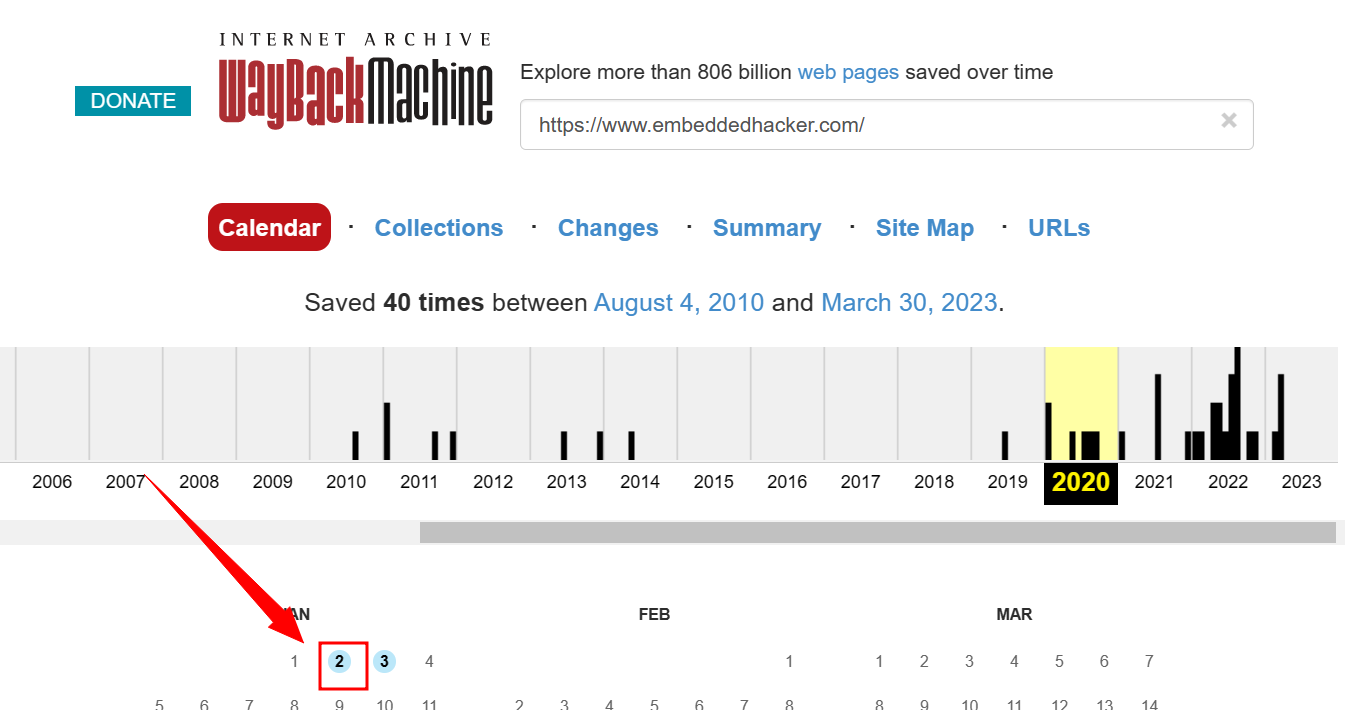 INTERNET ARCHIVE
WayBackMachine
DONATE
Explore more than 806 billion web pages saved over time
https://www.embeddedhacker.com/ ×
Calendar · Collections · Changes · Summary · Site Map · URLs
Saved 40 times between August 4, 2010 and March 30, 2023.
2006 2007 2008 2009 2010 2011 2012 2013 2014 2015 2016 2017 2018 2019 2020 2021 2022 2023
AN FEB MAR
1 2 3 4 1 1 2 3 4 5 6 7
5 6 7 8 9 10 11 2 3 4 5 6 7 8 8 9 10 11 12 13 14